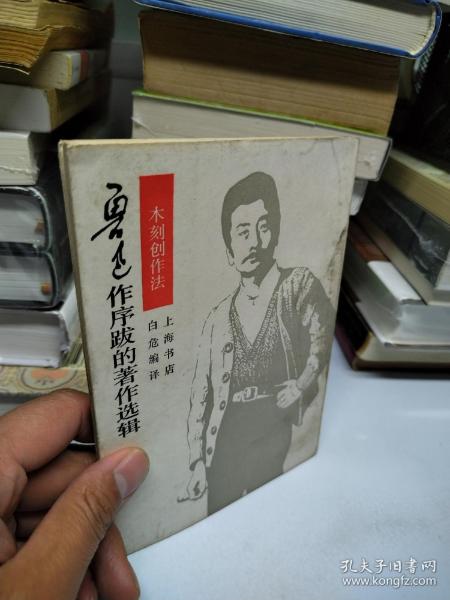 鲁迅作序跋的著作选辑
木刻创作法
白危编译
上海书店
孔夫子旧书网
www.kongfz.com